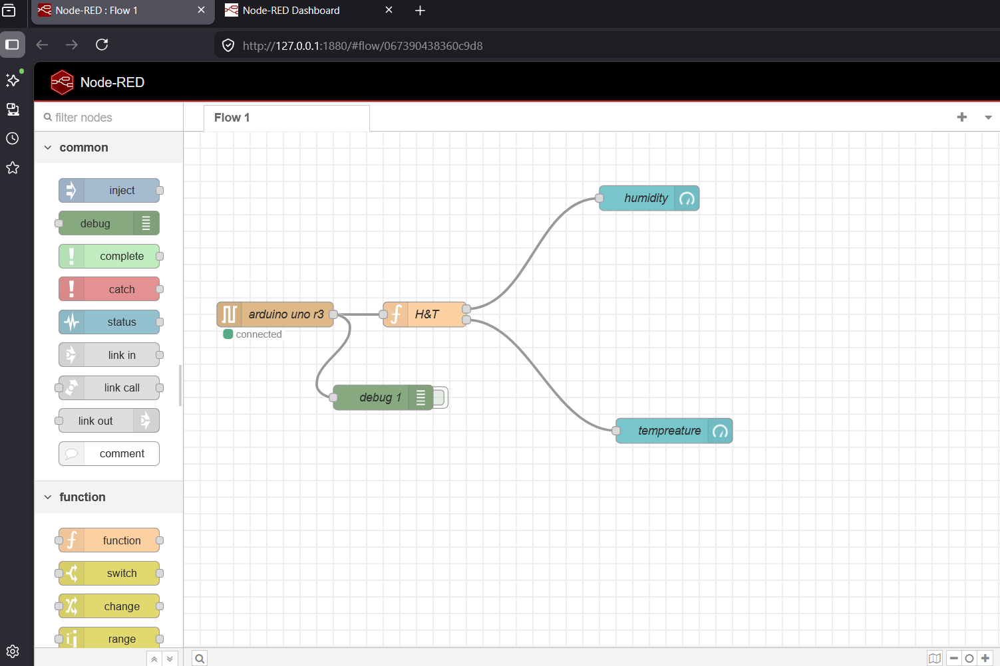 Node-RED : Flow 1
Node-RED Dashboard
http://127.0.0.1:1880/#flow/067390438360c9d8
Node-RED
filter nodes
Flow 1
common
inject
debug
complete
catch
status
link in
link call
link out
comment
function
function
switch
change
range
humidity
arduino uno r3
connected
H&T
debug 1
tempreature